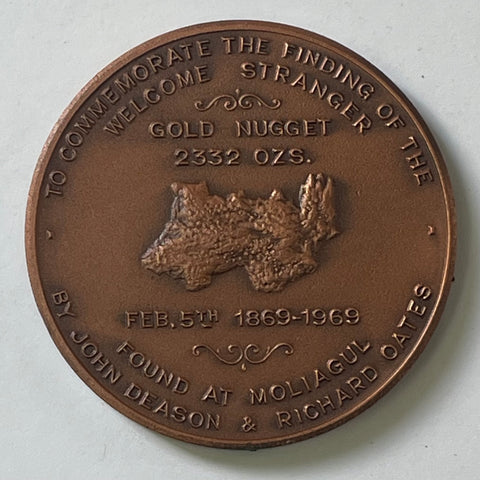 TO COMMEMORATE THE FINDING OF THE
WELCOME STRANGER
GOLD NUGGET
2332 OZS.
FEB. 5TH 1869-1969
FOUND AT MOLIAGUL
BY JOHN DEASON & RICHARD OATES